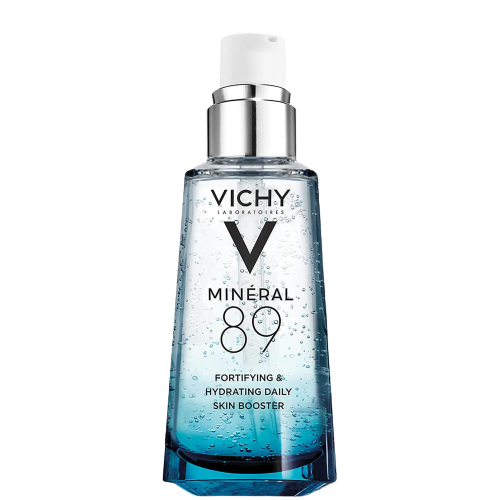 VICHY
LABORATOIRES
V
MINÉRAL
89
FORTIFYING &
HYDRATING DAILY
SKIN BOOSTER